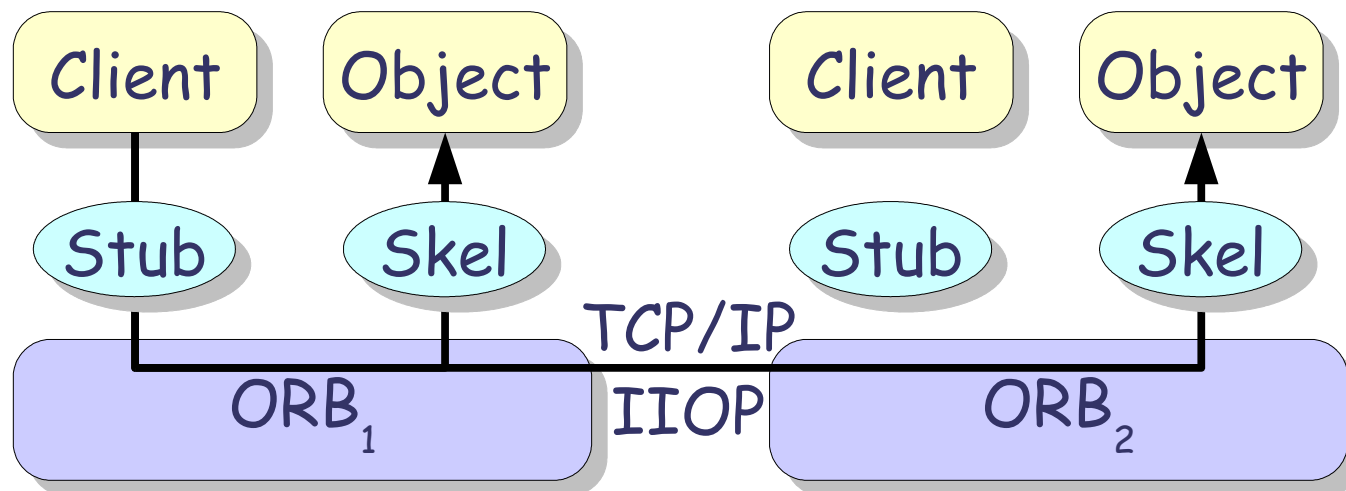 Client Object Client Object
Stub Skel Stub Skel
TCP/IP
ORB₁ IIOP ORB₂